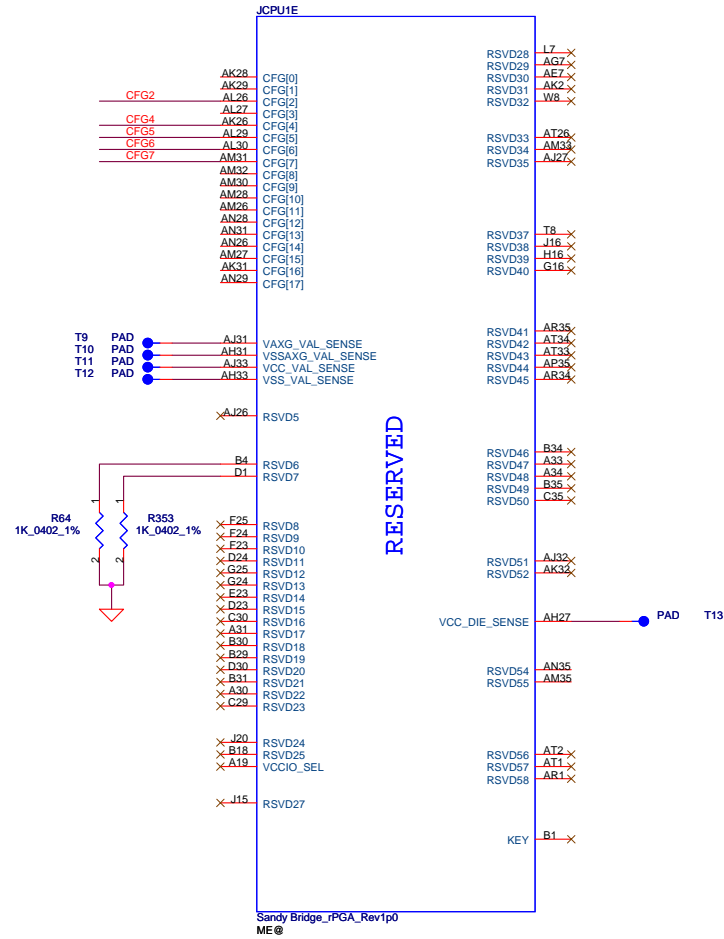 JCPU1E
AK28 CFG[0]
AK29 CFG[1]
CFG2 AL26 CFG[2]
AL27 CFG[3]
CFG4 AK26 CFG[4]
CFG5 AL29 CFG[5]
CFG6 AL30 CFG[6]
CFG7 AM31 CFG[7]
AM32 CFG[8]
AM30 CFG[9]
AM28 CFG[10]
AM26 CFG[11]
AN28 CFG[12]
AN31 CFG[13]
AN26 CFG[14]
AM27 CFG[15]
AK31 CFG[16]
AN29 CFG[17]
T9 PAD AJ31 VAXG_VAL_SENSE
T10 PAD AH31 VSSAXG_VAL_SENSE
T11 PAD AJ33 VCC_VAL_SENSE
T12 PAD AH33 VSS_VAL_SENSE
AJ26 RSVD5
B4 RSVD6
D1 RSVD7
R64
1K_0402_1%
1
2
R353
1K_0402_1%
1
2
F25 RSVD8
F24 RSVD9
F23 RSVD10
D24 RSVD11
G25 RSVD12
G24 RSVD13
E23 RSVD14
D23 RSVD15
C30 RSVD16
A31 RSVD17
B30 RSVD18
B29 RSVD19
D30 RSVD20
B31 RSVD21
A30 RSVD22
C29 RSVD23
J20 RSVD24
B18 RSVD25
A19 VCCIO_SEL
J15 RSVD27
RESERVED
RSVD28 L7
RSVD29 AG7
RSVD30 AE7
RSVD31 AK2
RSVD32 W8
RSVD33 AT26
RSVD34 AM33
RSVD35 AJ27
RSVD37 T8
RSVD38 J16
RSVD39 H16
RSVD40 G16
RSVD41 AR35
RSVD42 AT34
RSVD43 AT33
RSVD44 AP35
RSVD45 AR34
RSVD46 B34
RSVD47 A33
RSVD48 A34
RSVD49 B35
RSVD50 C35
RSVD51 AJ32
RSVD52 AK32
VCC_DIE_SENSE AH27 PAD T13
RSVD54 AN35
RSVD55 AM35
RSVD56 AT2
RSVD57 AT1
RSVD58 AR1
KEY B1
Sandy Bridge_rPGA_Rev1p0
ME@